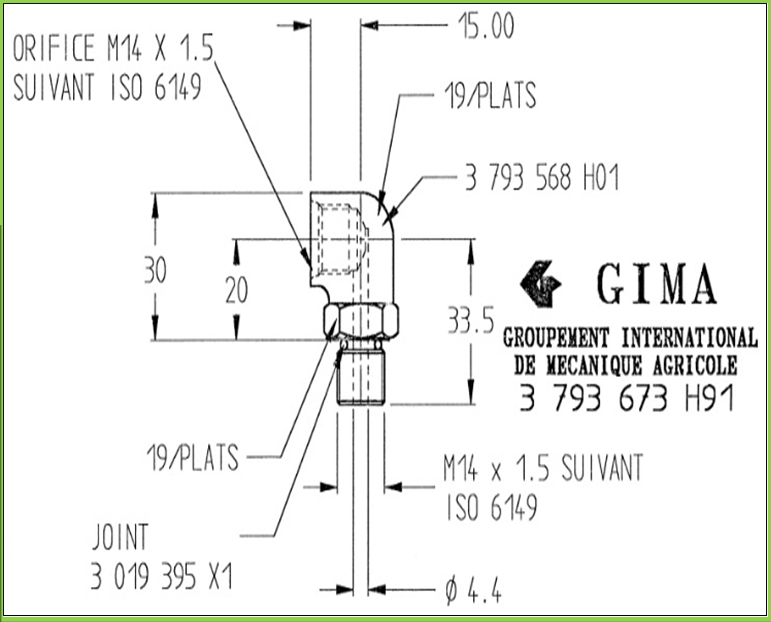 15.00
ORIFICE M14 X 1.5
SUIVANT ISO 6149
19/PLATS
3 793 568 H01
30
20
33.5
GIMA
GROUPEMENT INTERNATIONAL
DE MECANIQUE AGRICOLE
3 793 673 H91
19/PLATS
M14 x 1.5 SUIVANT
ISO 6149
JOINT
3 019 395 X1
Ø 4.4